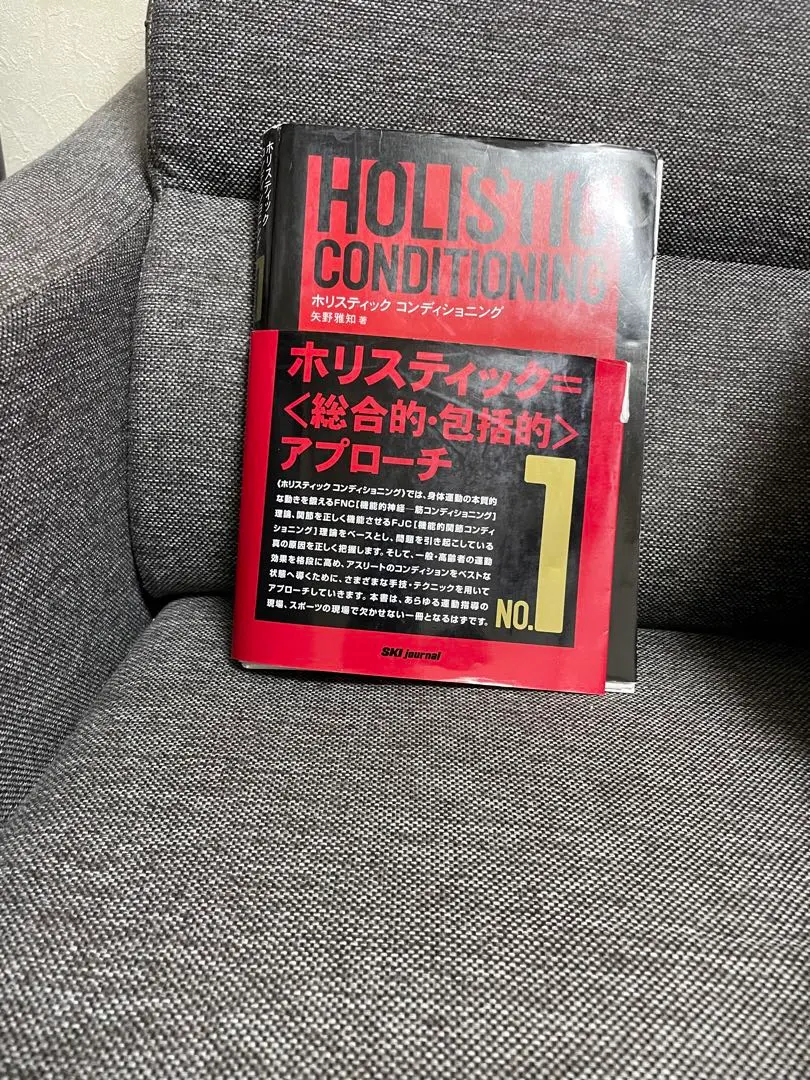 ホリスティック
HOLISTIC
CONDITIONING
ホリスティック コンディショニング
矢野雅知 著
ホリスティック=
〈総合的・包括的〉
アプローチ
《ホリスティック コンディショニング》では、身体運動の本質的
な動きを鍛えるFNC[機能的神経―筋コンディショニング]
理論、関節を正しく機能させるFJC[機能的関節コンディ
ショニング]理論をベースとし、問題を引き起こしている
真の原因を正しく把握します。そして、一般・高齢者の運動
効果を格段に高め、アスリートのコンディションをベストな
状態へ導くために、さまざまな手技・テクニックを用いて
アプローチしていきます。本書は、あらゆる運動指導の
現場、スポーツの現場で欠かせない一冊となるはずです。
NO.1
SKI journal